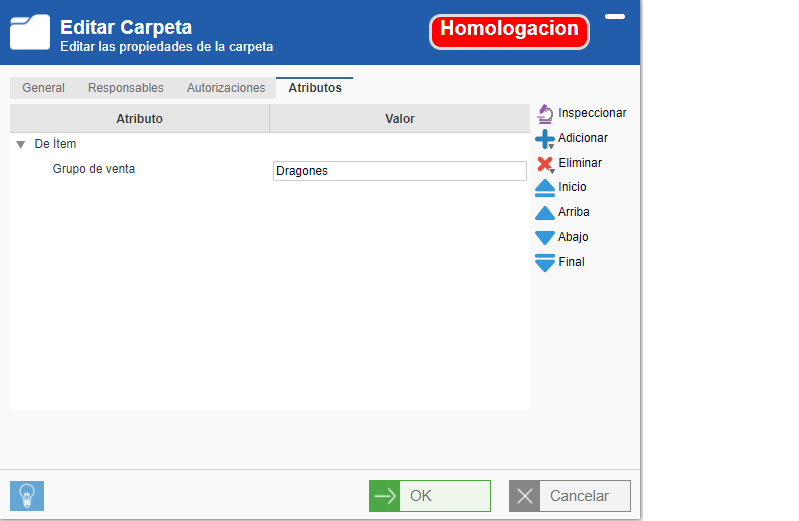 Editar Carpeta
Editar las propiedades de la carpeta
Homologacion
General Responsables Autorizaciones Atributos
Atributo Valor
De Ítem
Grupo de venta Dragones
Inspeccionar
Adicionar
Eliminar
Inicio
Arriba
Abajo
Final
OK Cancelar